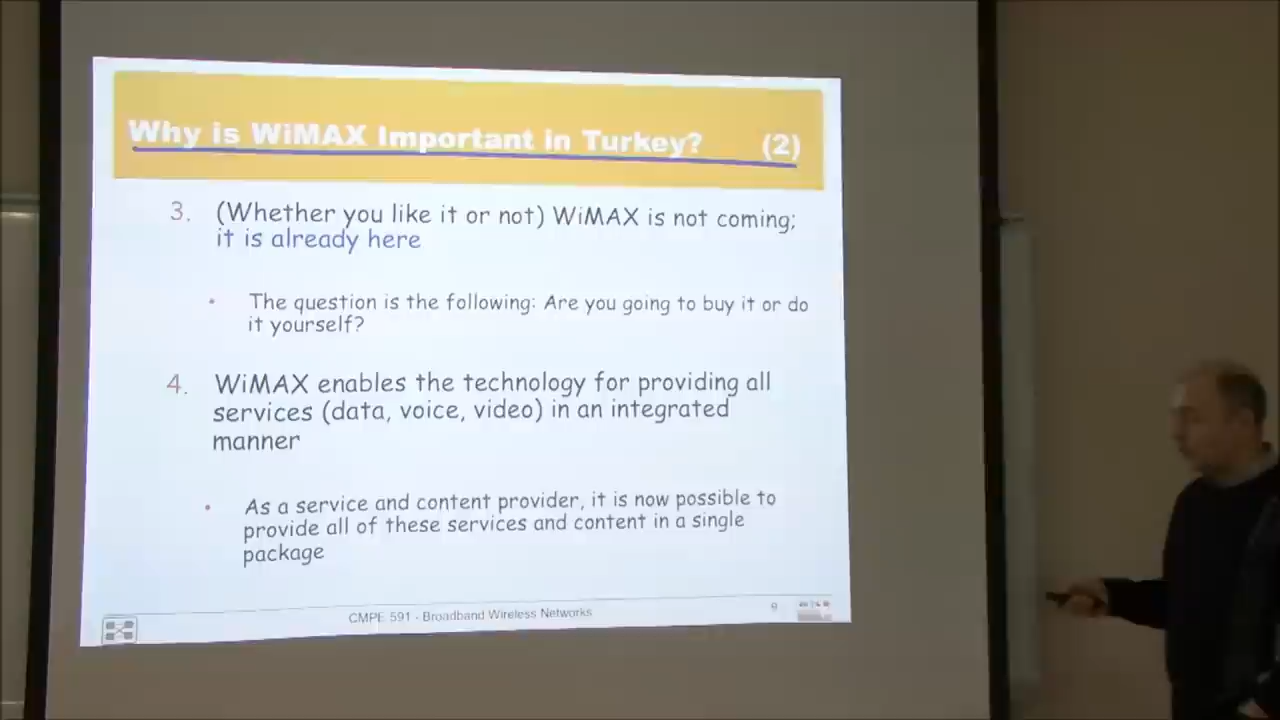 Why is WiMAX Important in Turkey? (2)
3. (Whether you like it or not) WiMAX is not coming;
it is already here
• The question is the following: Are you going to buy it or do
it yourself?
4. WiMAX enables the technology for providing all
services (data, voice, video) in an integrated
manner
• As a service and content provider, it is now possible to
provide all of these services and content in a single
package
CMPE 591 - Broadband Wireless Networks 9